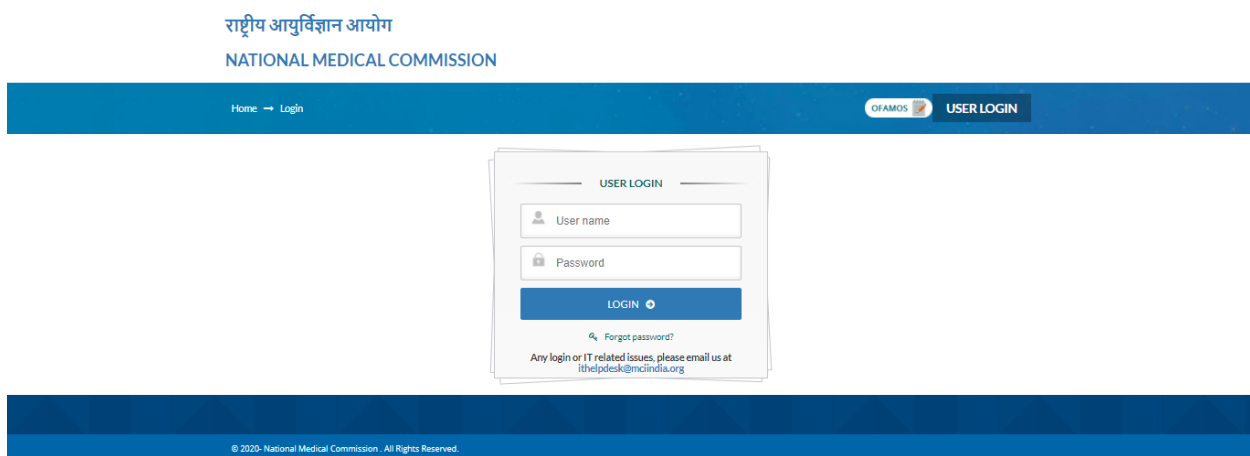 राष्ट्रीय आयुर्विज्ञान आयोग
NATIONAL MEDICAL COMMISSION
Home → Login
OFAMOS
USER LOGIN
USER LOGIN
User name
Password
LOGIN
Forgot password?
Any login or IT related issues, please email us at
ithelpdesk@mciindia.org
© 2020- National Medical Commission . All Rights Reserved.